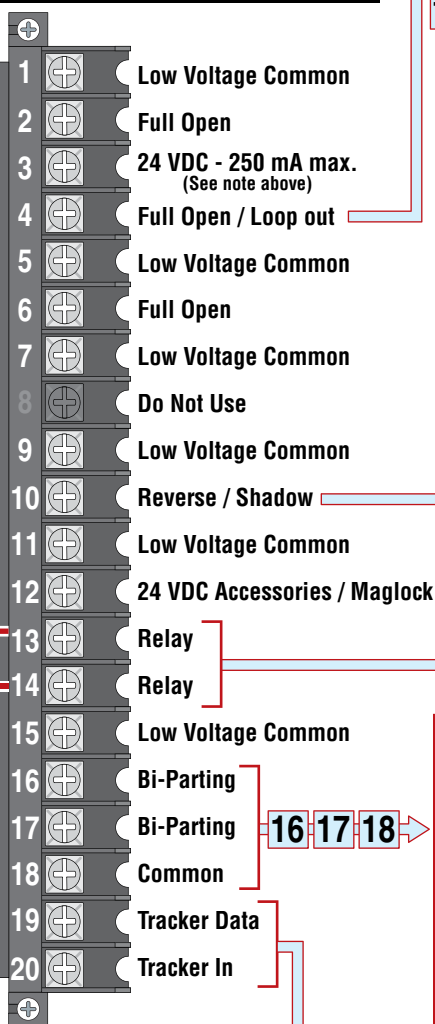 1 Low Voltage Common
2 Full Open
3 24 VDC - 250 mA max.
(See note above)
4 Full Open / Loop out
5 Low Voltage Common
6 Full Open
7 Low Voltage Common
8 Do Not Use
9 Low Voltage Common
10 Reverse / Shadow
11 Low Voltage Common
12 24 VDC Accessories / Maglock
13 Relay
14 Relay
15 Low Voltage Common
16 Bi-Parting
17 Bi-Parting 16 17 18
18 Common
19 Tracker Data
20 Tracker In